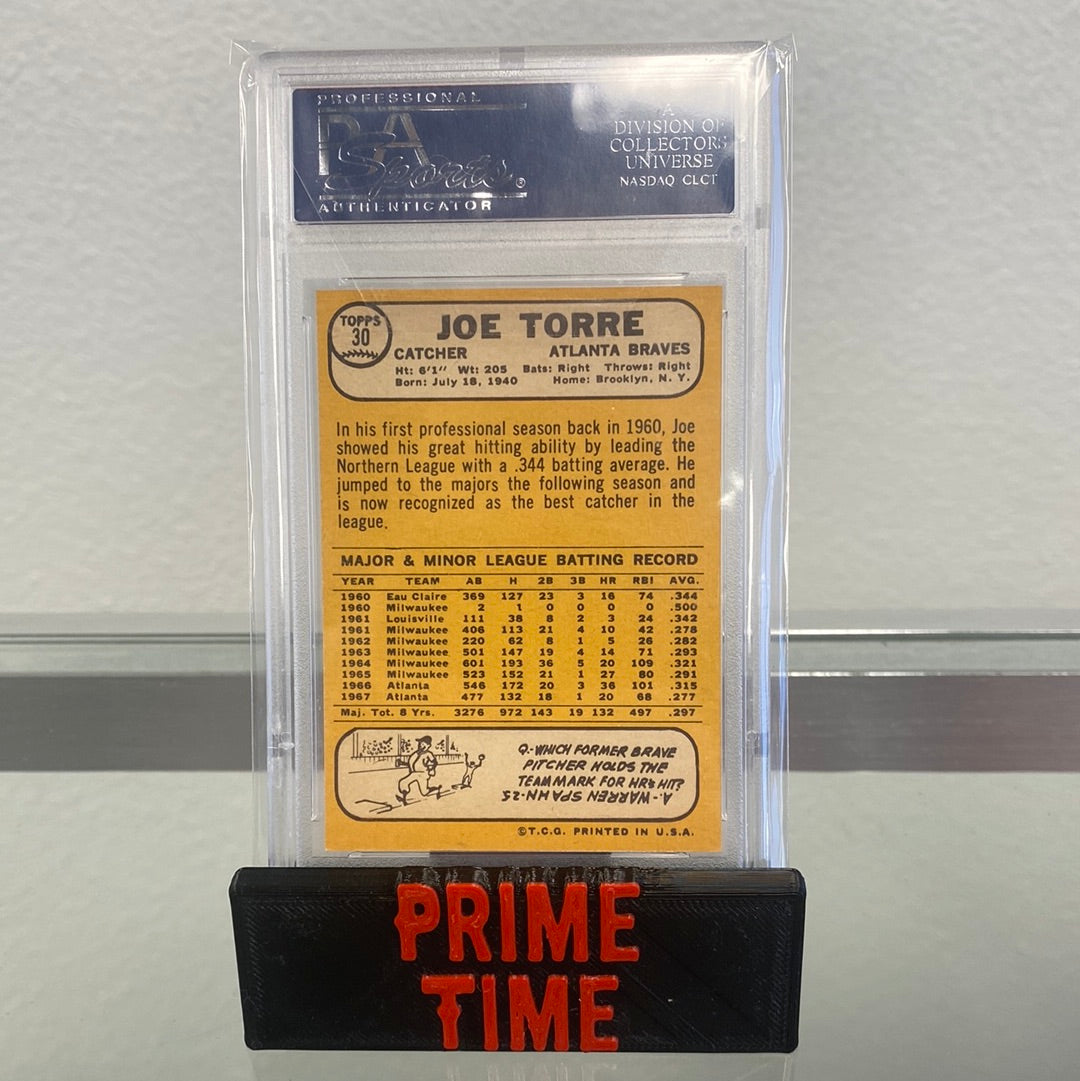 PROFESSIONAL
PSA
Sports®
AUTHENTICATOR
A
DIVISION OF
COLLECTORS
UNIVERSE
NASDAQ CLCT
TOPPS
30
JOE TORRE
CATCHER ATLANTA BRAVES
Ht: 6'1" Wt: 205 Bats: Right Throws: Right
Born: July 18, 1940 Home: Brooklyn, N. Y.
In his first professional season back in 1960, Joe
showed his great hitting ability by leading the
Northern League with a .344 batting average. He
jumped to the majors the following season and
is now recognized as the best catcher in the
league.
MAJOR & MINOR LEAGUE BATTING RECORD
YEAR TEAM AB H 2B 3B HR RBI AVG.
1960 Eau Claire 369 127 23 3 16 74 .344
1960 Milwaukee 2 1 0 0 0 0 .500
1961 Louisville 111 38 8 2 3 24 .342
1961 Milwaukee 406 113 21 4 10 42 .278
1962 Milwaukee 220 62 8 1 5 26 .282
1963 Milwaukee 501 147 19 4 14 71 .293
1964 Milwaukee 601 193 36 5 20 109 .321
1965 Milwaukee 523 152 21 1 27 80 .291
1966 Atlanta 546 172 20 3 36 101 .315
1967 Atlanta 477 132 18 1 20 68 .277
Maj. Tot. 8 Yrs. 3276 972 143 19 132 497 .297
Q.-WHICH FORMER BRAVE
PITCHER HOLDS THE
TEAM MARK FOR HR's HIT?
A.-WARREN SPAHN-25
©T.C.G. PRINTED IN U.S.A.
PRIME
TIME